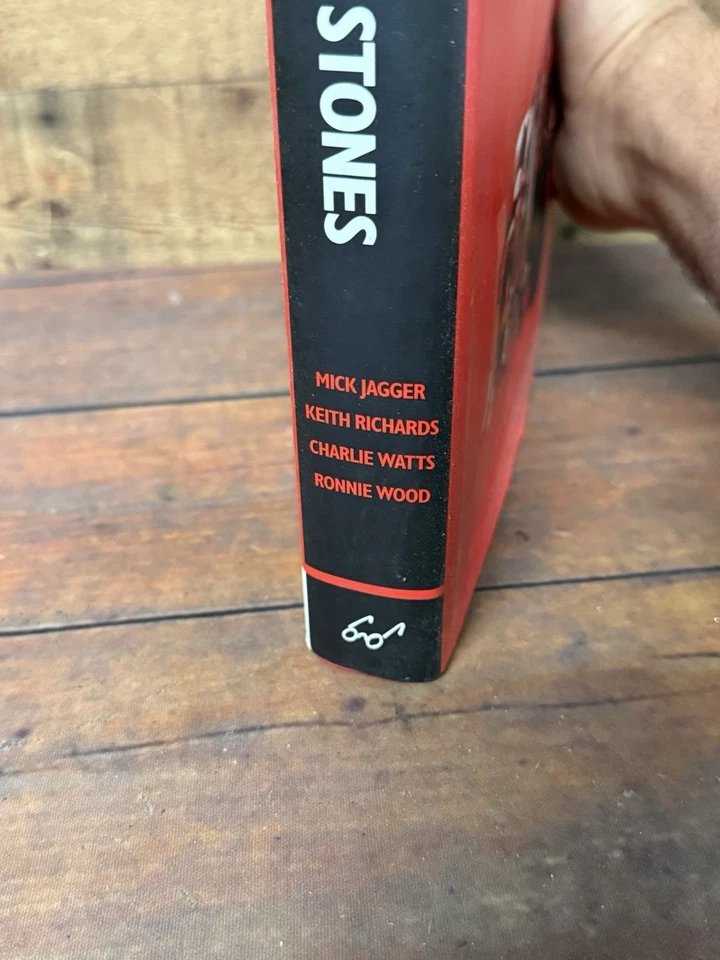 STONES
MICK JAGGER
KEITH RICHARDS
CHARLIE WATTS
RONNIE WOOD